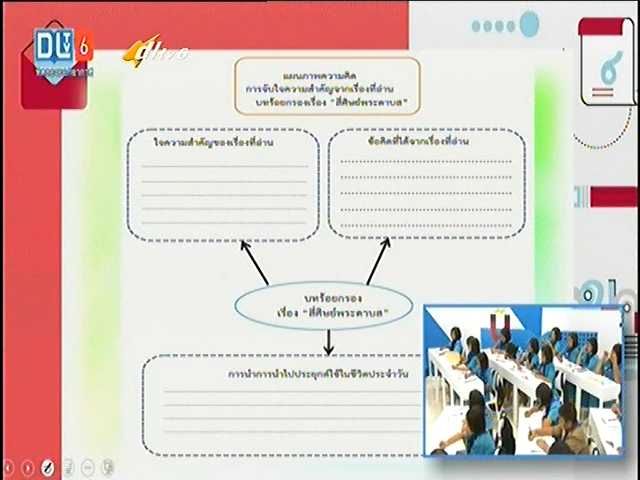 DLTV 6
dltv6
แผนภาพความคิด
การจับใจความสำคัญจากเรื่องที่อ่าน
บทร้อยกรองเรื่อง "สี่ศิษย์พระดาบส"
ใจความสำคัญของเรื่องที่อ่าน
ข้อคิดที่ได้จากเรื่องที่อ่าน
บทร้อยกรอง
เรื่อง "สี่ศิษย์พระดาบส"
การนำการนำไปประยุกต์ใช้ในชีวิตประจำวัน